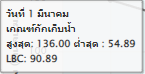 วันที่ 1 มีนาคม
เกณฑ์กักเก็บน้ำ
สูงสุด: 136.00 ต่ำสุด : 54.89
LBC: 90.89